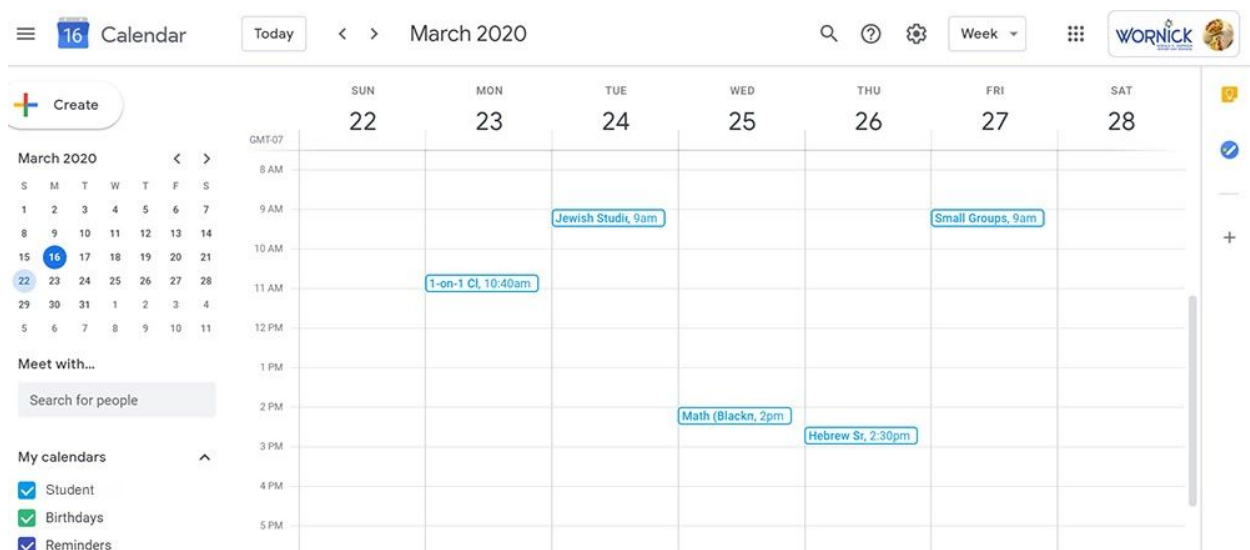 16 Calendar Today March 2020 Week WORNICK
Create
SUN MON TUE WED THU FRI SAT
22 23 24 25 26 27 28
GMT-07
March 2020
S M T W T F S
1 2 3 4 5 6 7
8 9 10 11 12 13 14
15 16 17 18 19 20 21
22 23 24 25 26 27 28
29 30 31 1 2 3 4
5 6 7 8 9 10 11
Meet with...
Search for people
My calendars
Student
Birthdays
Reminders
8 AM
9 AM
Jewish Studi, 9am
Small Groups, 9am
10 AM
1-on-1 Cl, 10:40am
11 AM
12 PM
1 PM
2 PM
Math (Blackn, 2pm
Hebrew Sr, 2:30pm
3 PM
4 PM
5 PM